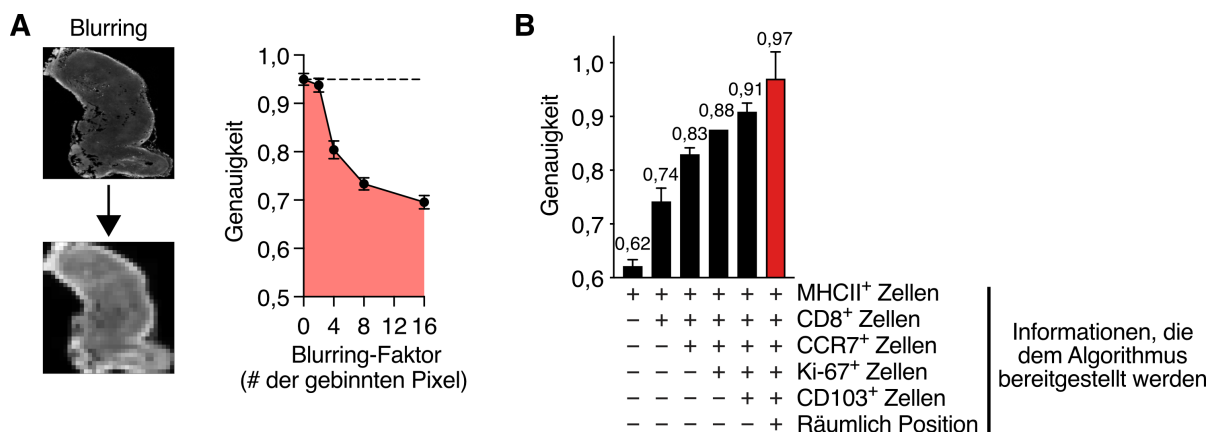 A
Blurring
Genauigkeit
1,0
0,9
0,8
0,7
0,6
0,5
0 4 8 12 16
Blurring-Faktor
(# der gebinnten Pixel)
B
Genauigkeit
1,0
0,9
0,8
0,7
0,6
0,62
0,74
0,83
0,88
0,91
0,97
+ + + + + + MHCII⁺ Zellen
– + + + + + CD8⁺ Zellen
– – + + + + CCR7⁺ Zellen
– – – + + + Ki-67⁺ Zellen
– – – – + + CD103⁺ Zellen
– – – – – + Räumlich Position
Informationen, die
dem Algorithmus
bereitgestellt werden